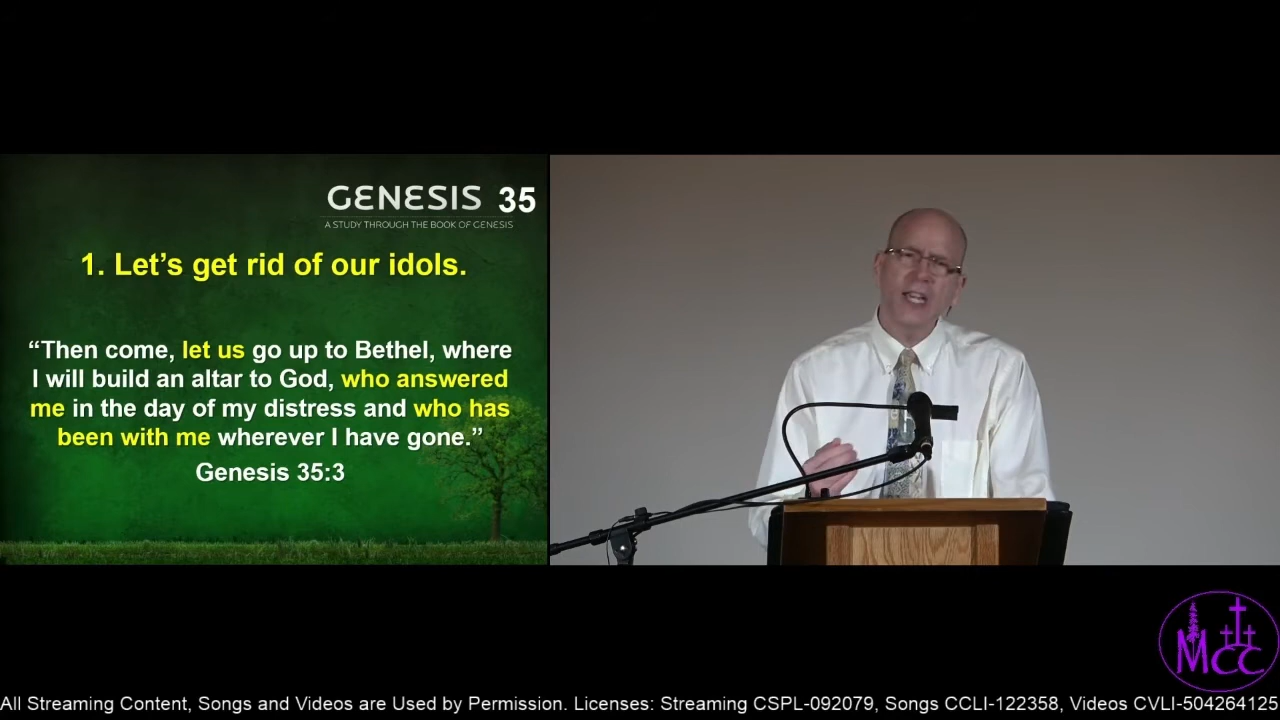 GENESIS 35
A STUDY THROUGH THE BOOK OF GENESIS
1. Let's get rid of our idols.
“Then come, let us go up to Bethel, where
I will build an altar to God, who answered
me in the day of my distress and who has
been with me wherever I have gone.”
Genesis 35:3
MCC
All Streaming Content, Songs and Videos are Used by Permission. Licenses: Streaming CSPL-092079, Songs CCLI-122358, Videos CVLI-504264125